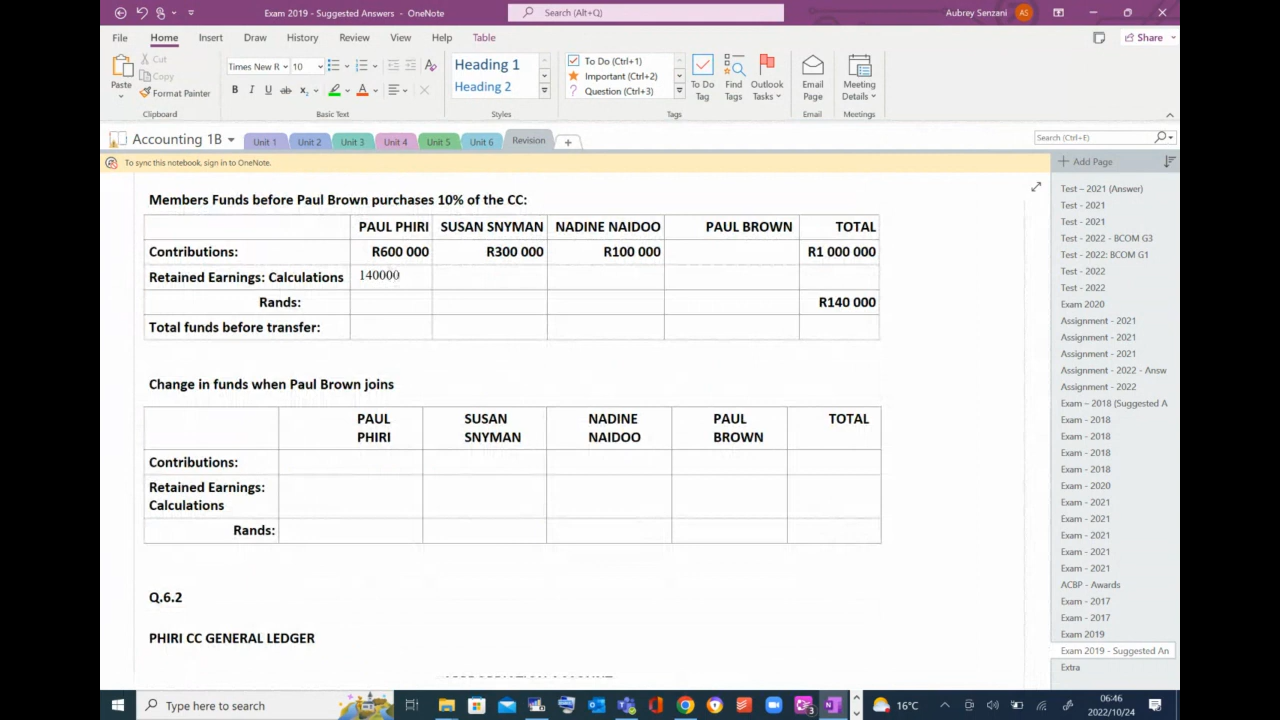 Exam 2019 - Suggested Answers - OneNote
Search (Alt+Q)
Aubrey Senzani AS
File Home Insert Draw History Review View Help Table
Share
Paste
Cut
Copy
Format Painter
Clipboard
Times New R 10
B I U ab x₂ A
Basic Text
Heading 1
Heading 2
Styles
To Do (Ctrl+1)
Important (Ctrl+2)
? Question (Ctrl+3)
To Do Tag
Find Tags
Outlook Tasks
Tags
Email Page
Email
Meeting Details
Meetings
Accounting 1B Unit 1 Unit 2 Unit 3 Unit 4 Unit 5 Unit 6 Revision +
Search (Ctrl+E)
To sync this notebook, sign in to OneNote.
Members Funds before Paul Brown purchases 10% of the CC:
PAUL PHIRI SUSAN SNYMAN NADINE NAIDOO PAUL BROWN TOTAL
Contributions: R600 000 R300 000 R100 000 R1 000 000
Retained Earnings: Calculations 140000
Rands: R140 000
Total funds before transfer:
Change in funds when Paul Brown joins
PAUL PHIRI SUSAN SNYMAN NADINE NAIDOO PAUL BROWN TOTAL
Contributions:
Retained Earnings:
Calculations
Rands:
Q.6.2
PHIRI CC GENERAL LEDGER
Add Page
Test – 2021 (Answer)
Test - 2021
Test - 2021
Test - 2022 - BCOM G3
Test - 2022: BCOM G1
Test - 2022
Test - 2022
Exam 2020
Assignment - 2021
Assignment - 2021
Assignment - 2021
Assignment - 2022 - Answ
Assignment - 2022
Exam – 2018 (Suggested A
Exam - 2018
Exam - 2018
Exam - 2018
Exam - 2018
Exam - 2020
Exam - 2021
Exam - 2021
Exam - 2021
Exam - 2021
Exam - 2021
ACBP - Awards
Exam - 2017
Exam - 2017
Exam 2019
Exam 2019 - Suggested An
Extra
Type here to search
16°C
06:46
2022/10/24